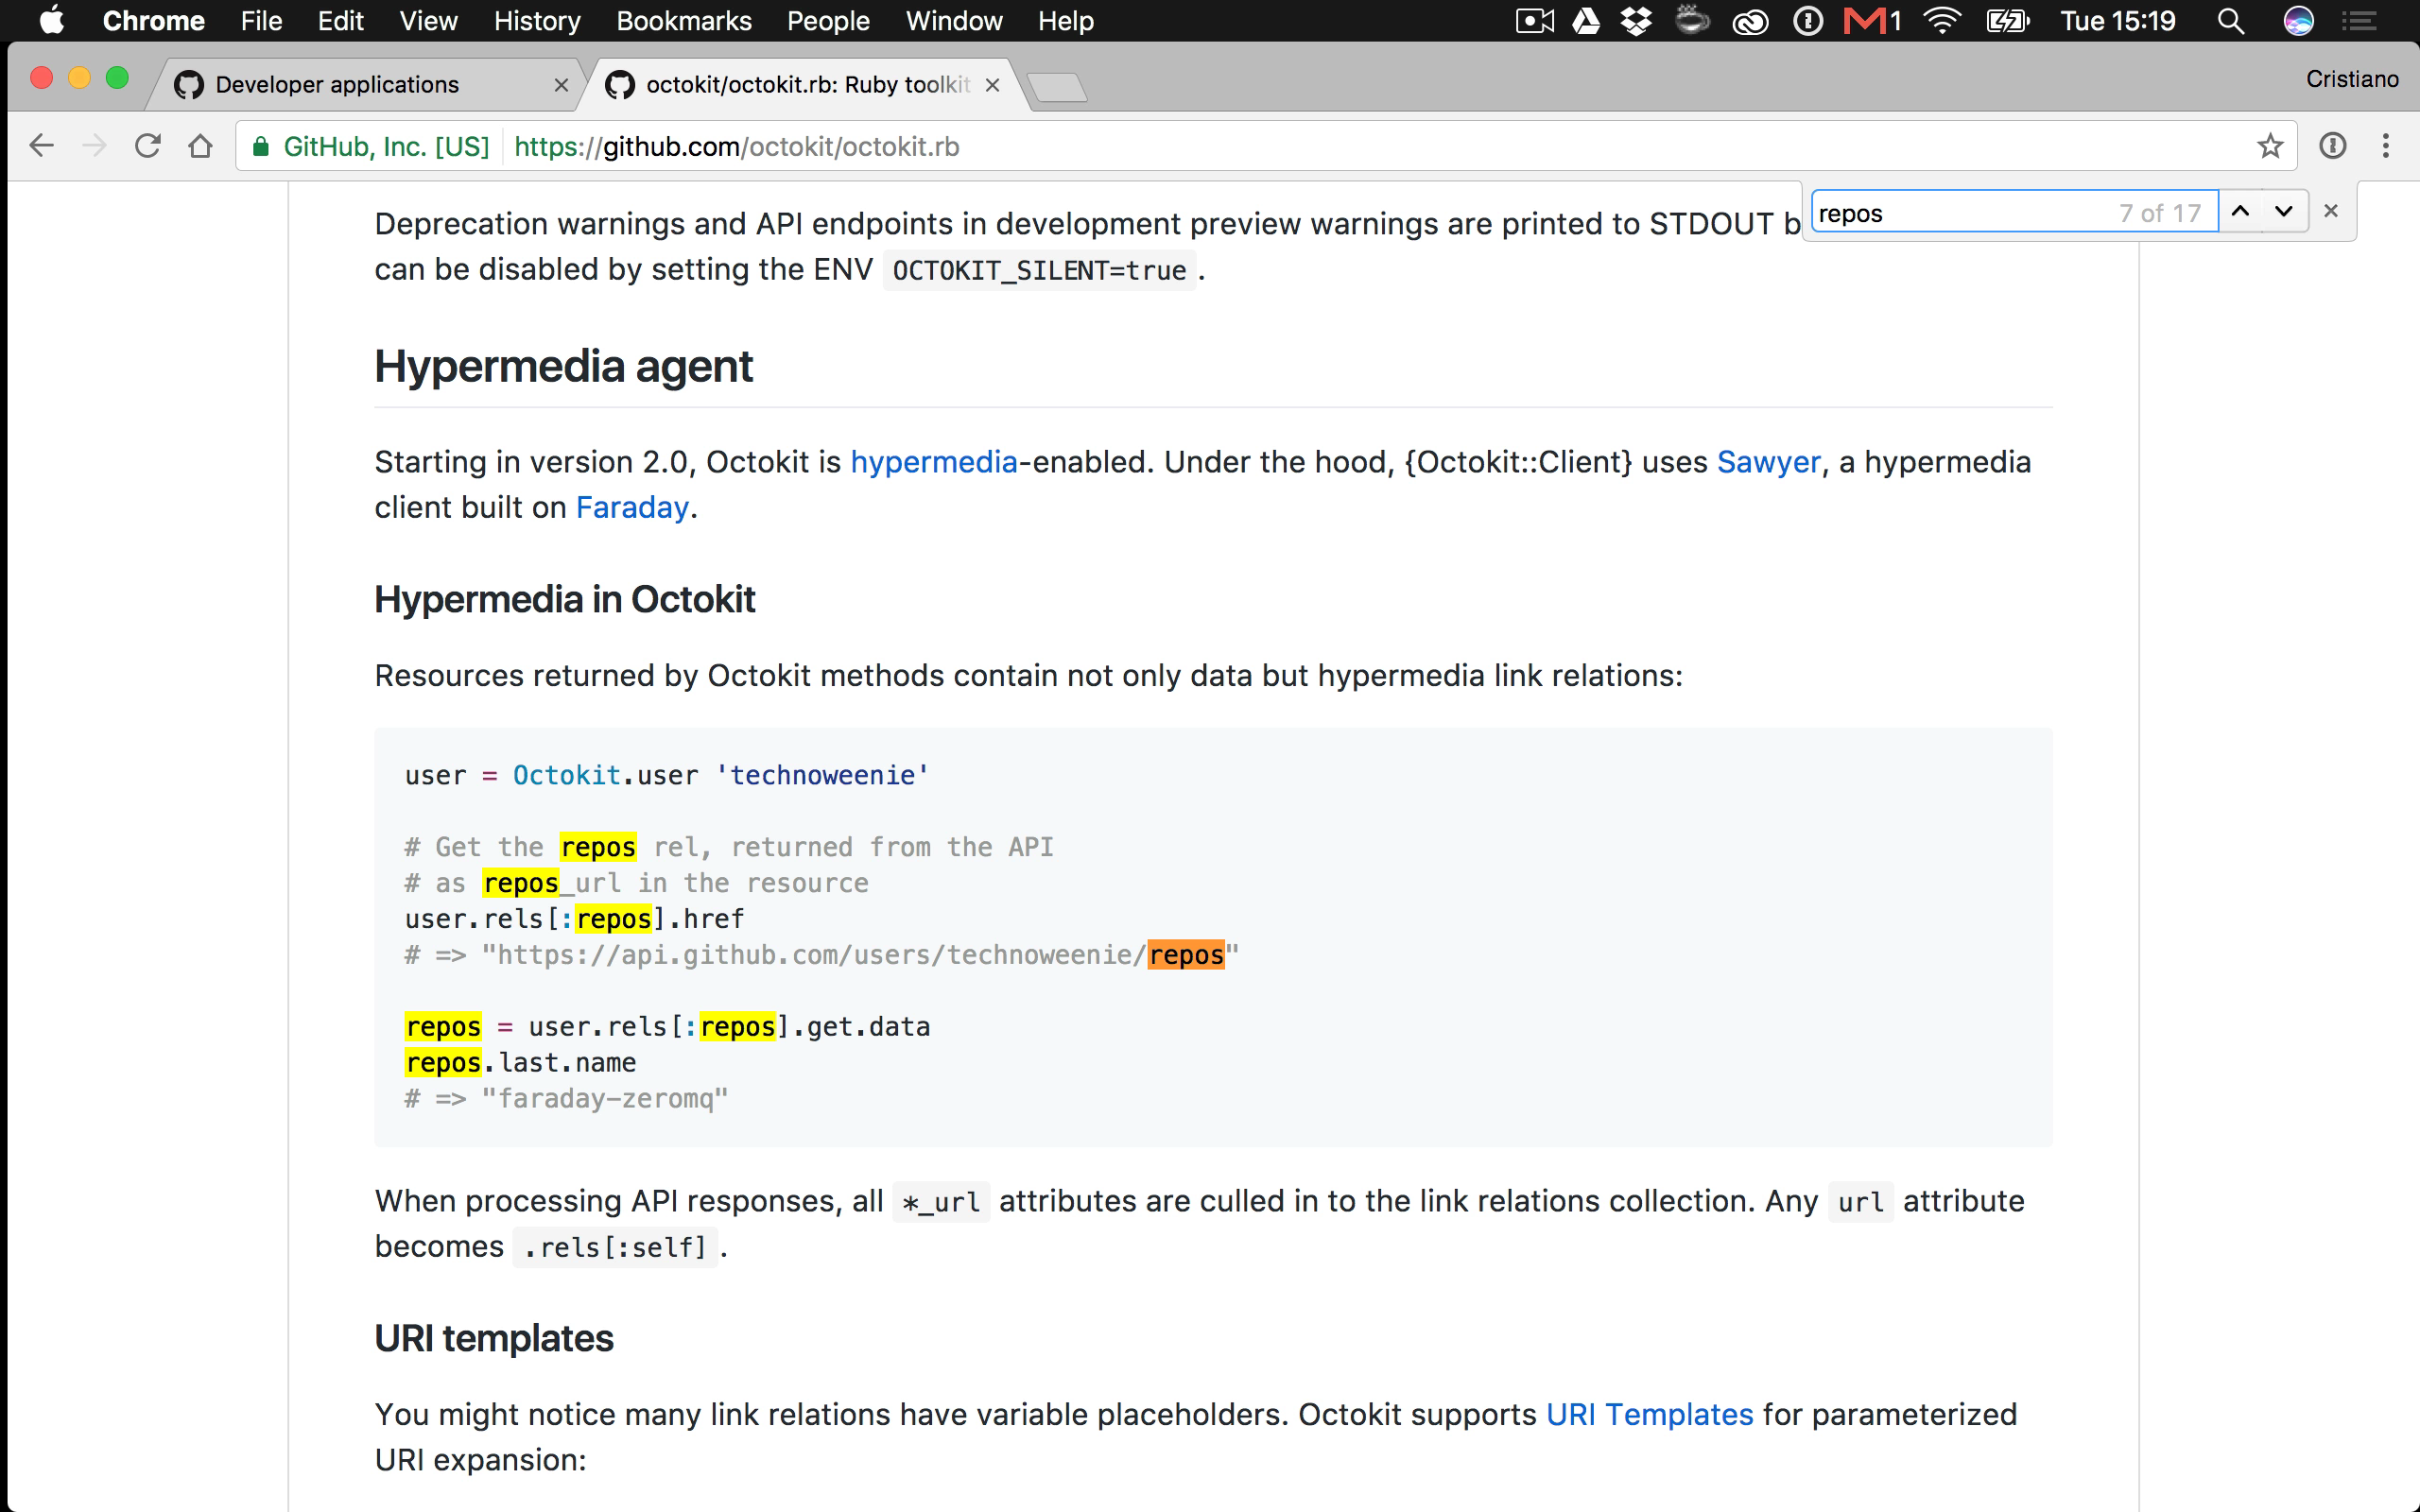 Chrome File Edit View History Bookmarks People Window Help 1 Tue 15:19
Developer applications octokit/octokit.rb: Ruby toolkit Cristiano
GitHub, Inc. [US] https://github.com/octokit/octokit.rb
repos 7 of 17
Deprecation warnings and API endpoints in development preview warnings are printed to STDOUT b
can be disabled by setting the ENV OCTOKIT_SILENT=true.
Hypermedia agent
Starting in version 2.0, Octokit is hypermedia-enabled. Under the hood, {Octokit::Client} uses Sawyer, a hypermedia
client built on Faraday.
Hypermedia in Octokit
Resources returned by Octokit methods contain not only data but hypermedia link relations:
user = Octokit.user 'technoweenie'
# Get the repos rel, returned from the API
# as repos_url in the resource
user.rels[:repos].href
# => "https://api.github.com/users/technoweenie/repos"
repos = user.rels[:repos].get.data
repos.last.name
# => "faraday-zeromq"
When processing API responses, all *_url attributes are culled in to the link relations collection. Any url attribute
becomes .rels[:self].
URI templates
You might notice many link relations have variable placeholders. Octokit supports URI Templates for parameterized
URI expansion: